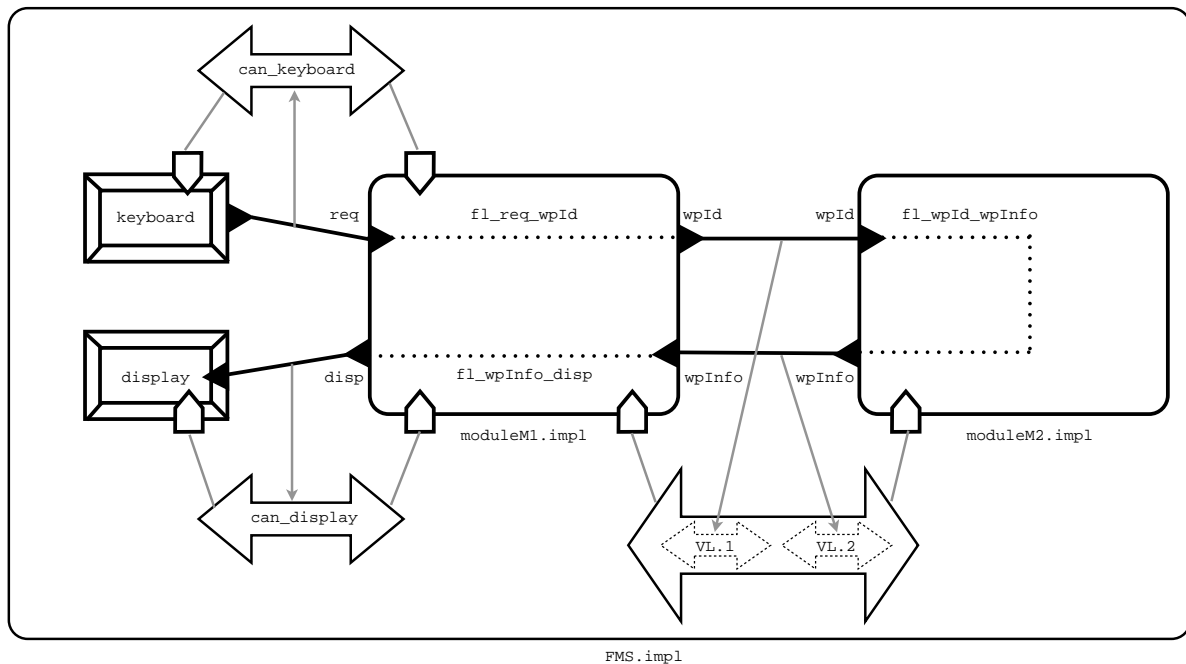 can_keyboard
keyboard
req
fl_req_wpId
wpId
wpId
fl_wpId_wpInfo
display
disp
fl_wpInfo_disp
wpInfo
wpInfo
moduleM1.impl
moduleM2.impl
can_display
VL.1
VL.2
FMS.impl